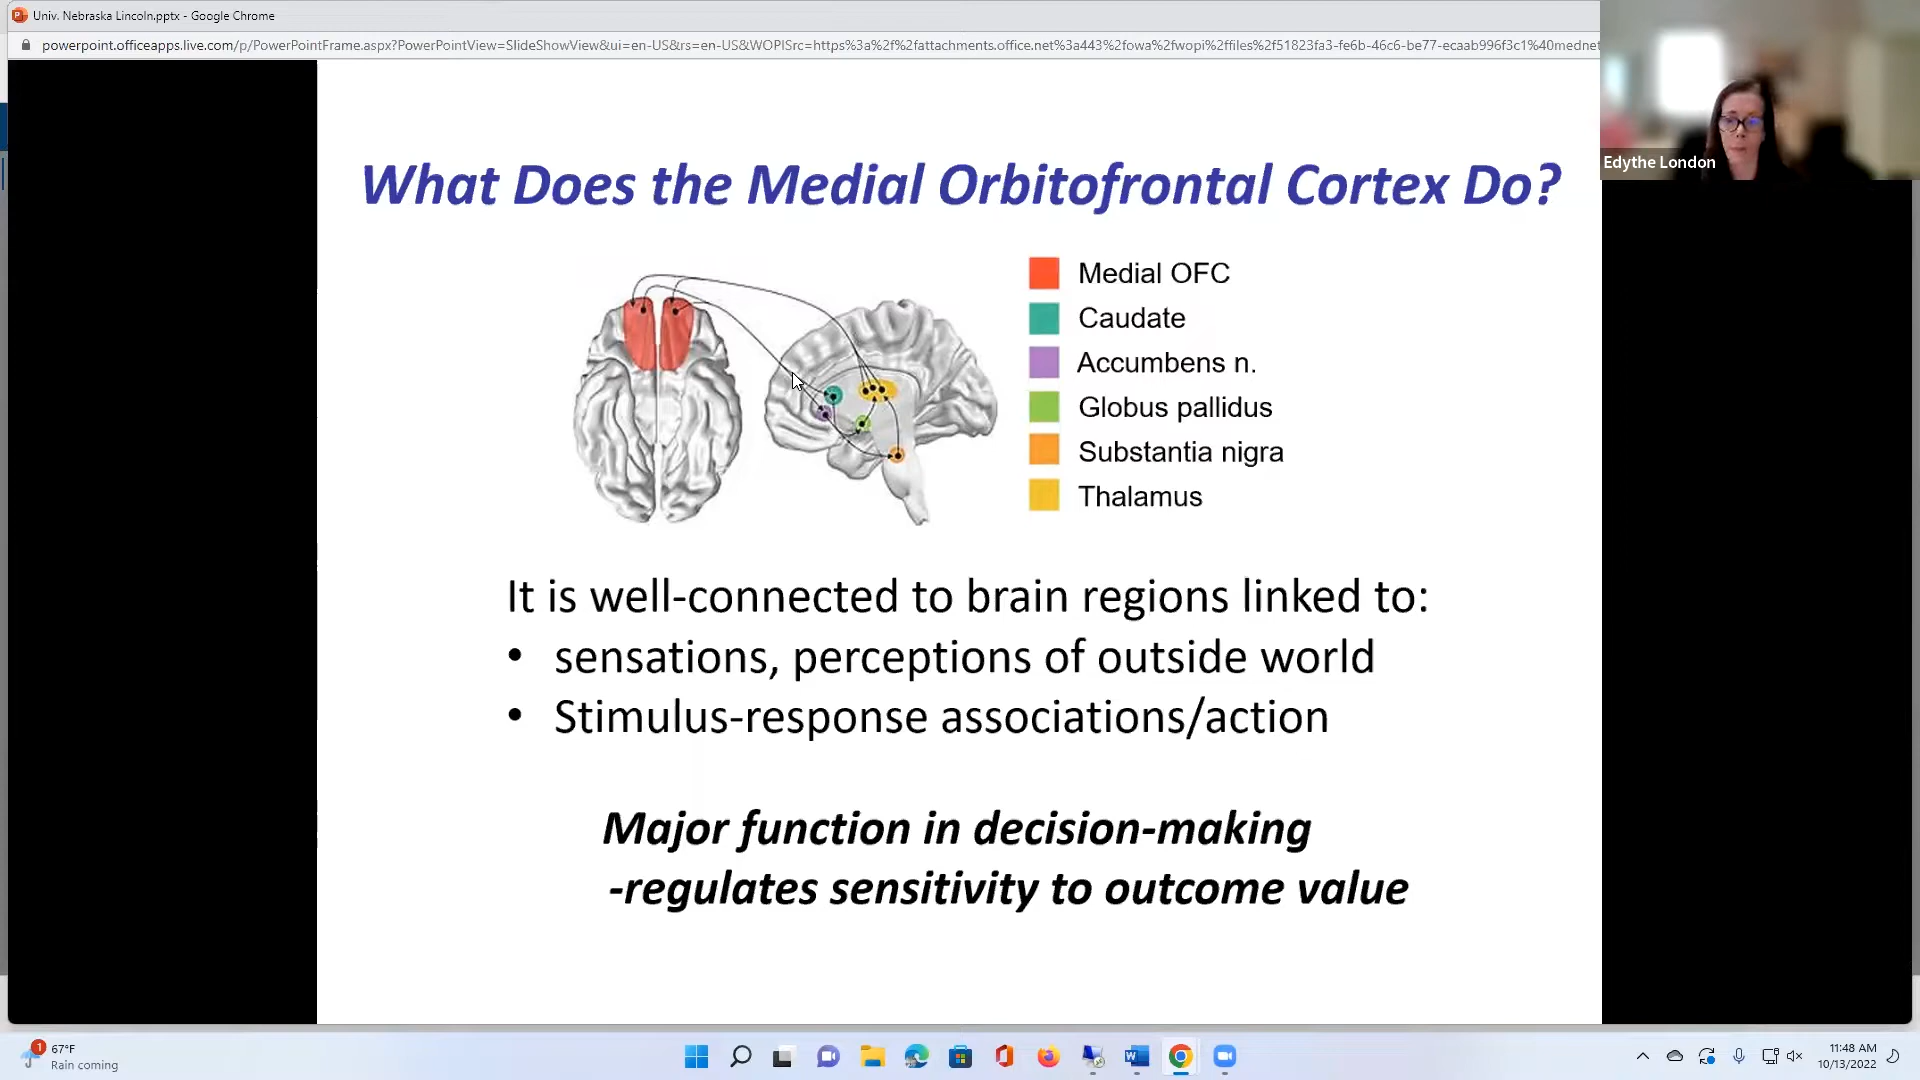 Univ. Nebraska Lincoln.pptx - Google Chrome
powerpoint.officeapps.live.com/p/PowerPointFrame.aspx?PowerPointView=SlideShowView&ui=en-US&rs=en-US&WOPISrc=https%3a%2f%2fattachments.office.net%3a443%2fowa%2fwopi%2ffiles%2f51823fa3-fe6b-46c6-be77-ecaab996f3c1%40mednet
Edythe London
What Does the Medial Orbitofrontal Cortex Do?
Medial OFC
Caudate
Accumbens n.
Globus pallidus
Substantia nigra
Thalamus
It is well-connected to brain regions linked to:
• sensations, perceptions of outside world
• Stimulus-response associations/action
Major function in decision-making
-regulates sensitivity to outcome value
1
67°F
Rain coming
11:48 AM
10/13/2022